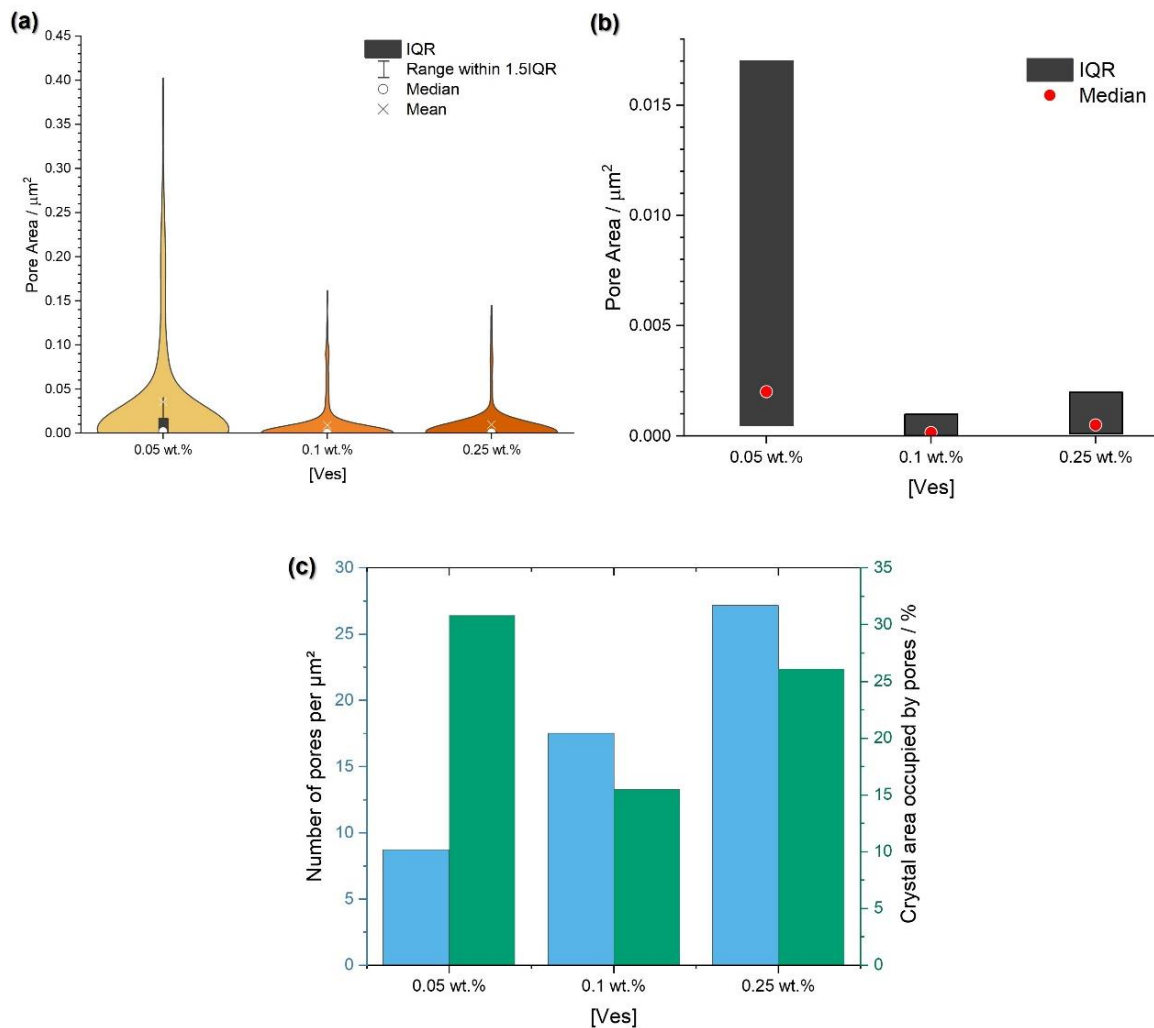 (a)
0.45
0.40
0.35
0.30
0.25
0.20
0.15
0.10
0.05
0.00
Pore Area / μm²
IQR
Range within 1.5IQR
Median
Mean
0.05 wt.%
0.1 wt.%
0.25 wt.%
[Ves]
(b)
0.015
0.010
0.005
0.000
Pore Area / μm²
IQR
Median
0.05 wt.%
0.1 wt.%
0.25 wt.%
[Ves]
(c)
30
25
20
15
10
5
0
Number of pores per µm²
35
30
25
20
15
10
5
0
Crystal area occupied by pores / %
0.05 wt.%
0.1 wt.%
0.25 wt.%
[Ves]